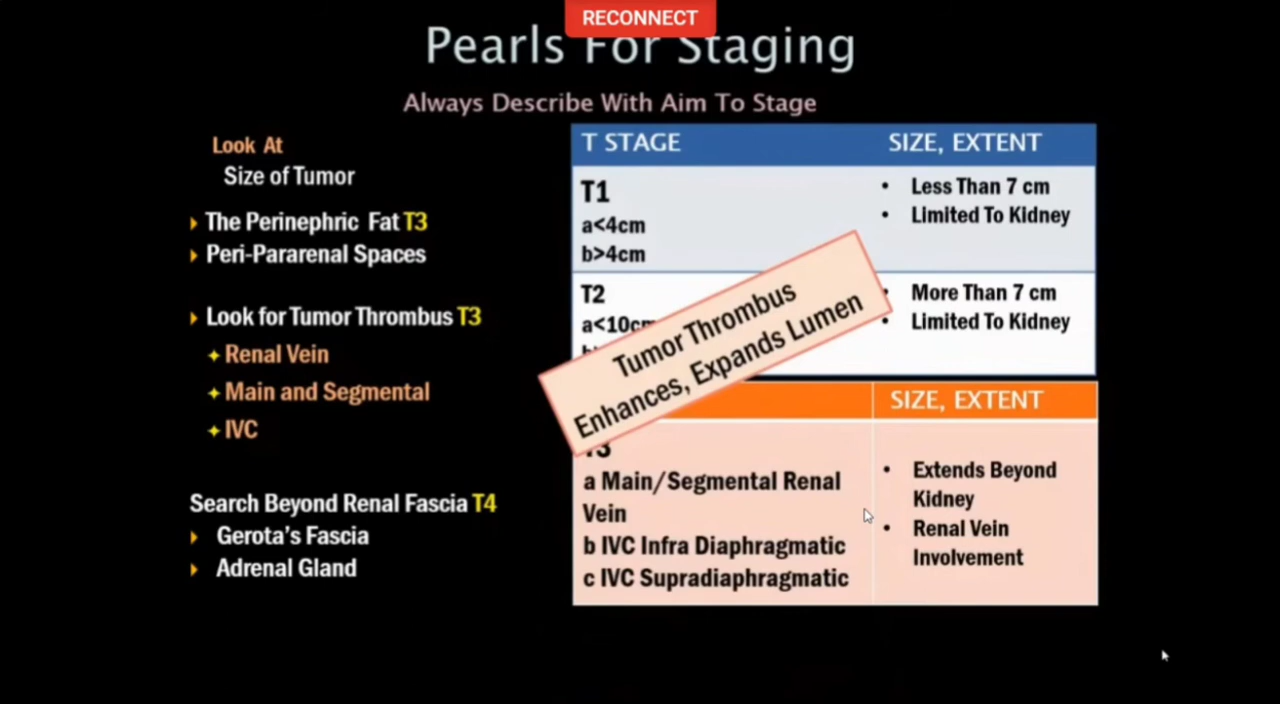 RECONNECT
Pearls For Staging
Always Describe With Aim To Stage
Look At
Size of Tumor
The Perinephric Fat T3
Peri-Pararenal Spaces
Look for Tumor Thrombus T3
Renal Vein
Main and Segmental
IVC
Search Beyond Renal Fascia T4
Gerota's Fascia
Adrenal Gland
T STAGE
SIZE, EXTENT
T1
a<4cm
b>4cm
• Less Than 7 cm
• Limited To Kidney
T2
a<10cm
• More Than 7 cm
• Limited To Kidney
Tumor Thrombus
Enhances, Expands Lumen
SIZE, EXTENT
T3
a Main/Segmental Renal
Vein
b IVC Infra Diaphragmatic
c IVC Supradiaphragmatic
• Extends Beyond
Kidney
• Renal Vein
Involvement